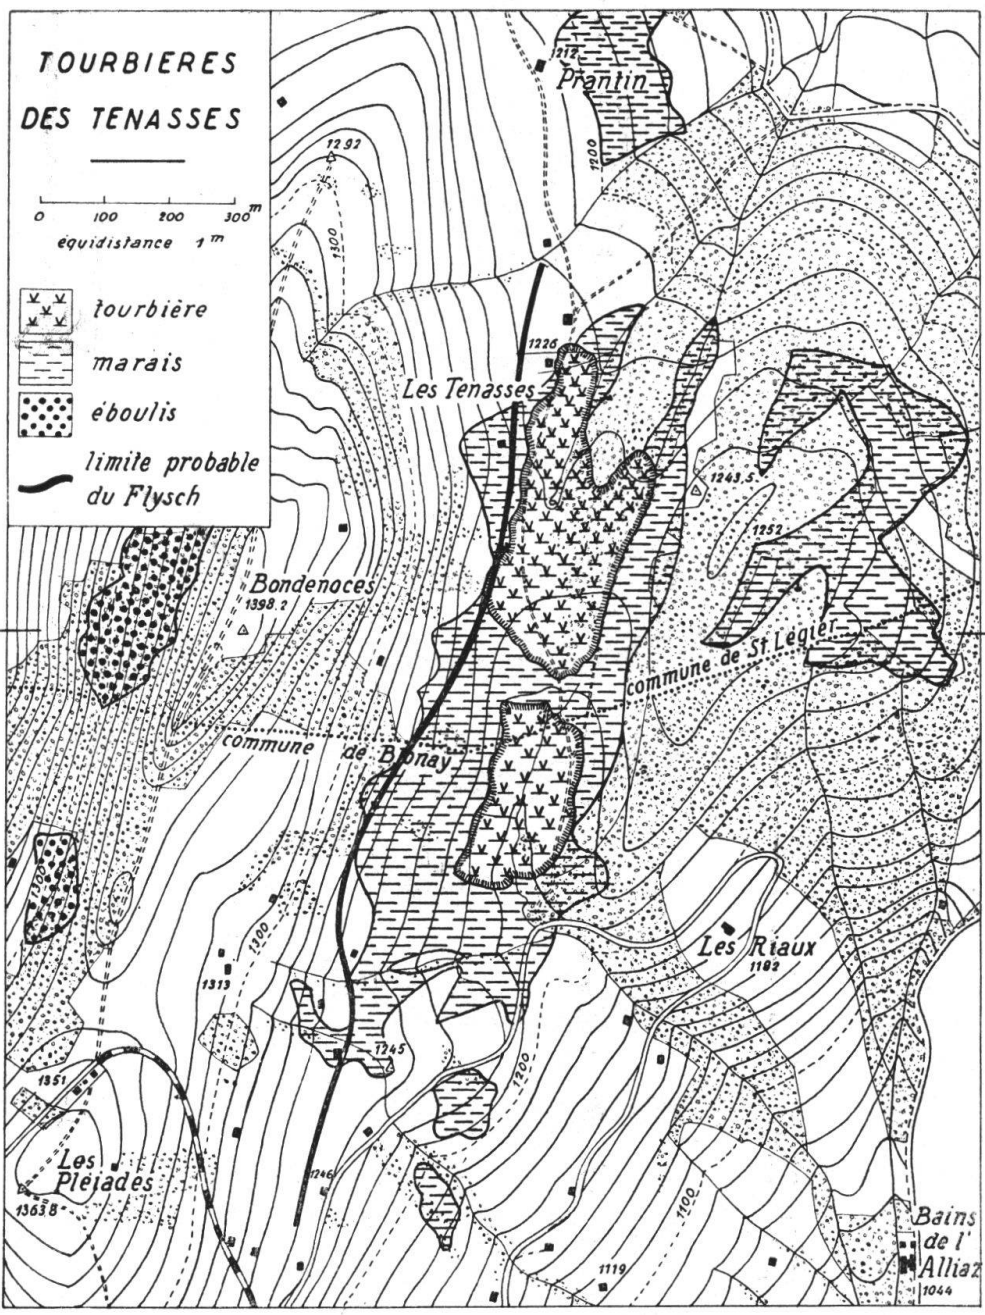 TOURBIERES
DES TENASSES
0 100 200 300 m
équidistance 1 m
tourbière
marais
éboulis
limite probable
du Flysch
1217
Prantin
1200
1292
1300
1226
Les Tenasses
1243,5
1252
Bondenoces
1398.2
commune de St Légier
commune de Blonay
1300
1300
1313
Les Riaux
1182
1245
1200
1351
Les
Pléiades
1363.8
1246
1100
1119
Bains
de l'
Alliaz
1044